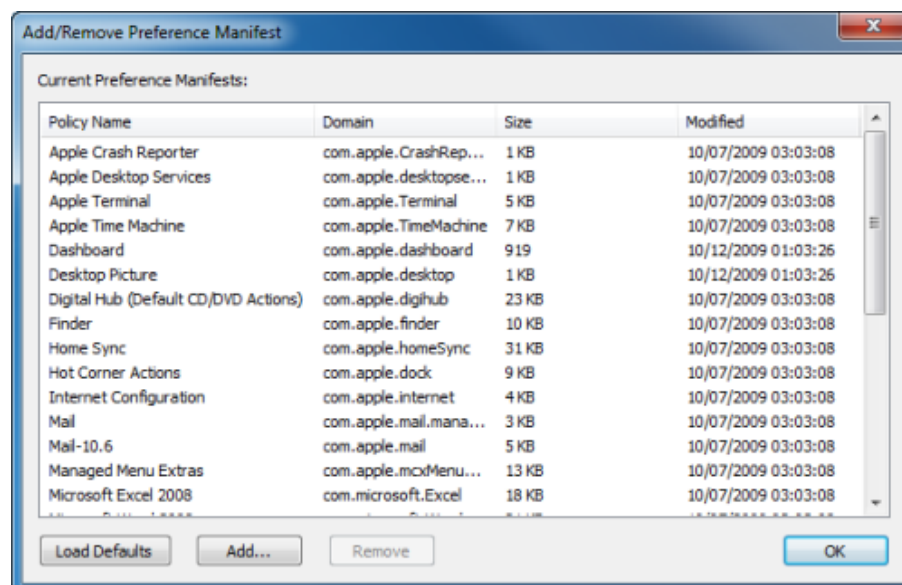 Add/Remove Preference Manifest
Current Preference Manifests:
Policy Name Domain Size Modified
Apple Crash Reporter com.apple.CrashRep... 1 KB 10/07/2009 03:03:08
Apple Desktop Services com.apple.desktopse... 1 KB 10/07/2009 03:03:08
Apple Terminal com.apple.Terminal 5 KB 10/07/2009 03:03:08
Apple Time Machine com.apple.TimeMachine 7 KB 10/07/2009 03:03:08
Dashboard com.apple.dashboard 919 10/12/2009 01:03:26
Desktop Picture com.apple.desktop 1 KB 10/12/2009 01:03:26
Digital Hub (Default CD/DVD Actions) com.apple.digihub 23 KB 10/07/2009 03:03:08
Finder com.apple.finder 10 KB 10/07/2009 03:03:08
Home Sync com.apple.homeSync 31 KB 10/07/2009 03:03:08
Hot Corner Actions com.apple.dock 9 KB 10/07/2009 03:03:08
Internet Configuration com.apple.internet 4 KB 10/07/2009 03:03:08
Mail com.apple.mail.mana... 3 KB 10/07/2009 03:03:08
Mail-10.6 com.apple.mail 5 KB 10/07/2009 03:03:08
Managed Menu Extras com.apple.mcxMenu... 13 KB 10/07/2009 03:03:08
Microsoft Excel 2008 com.microsoft.Excel 18 KB 10/07/2009 03:03:08
Load Defaults Add... Remove OK